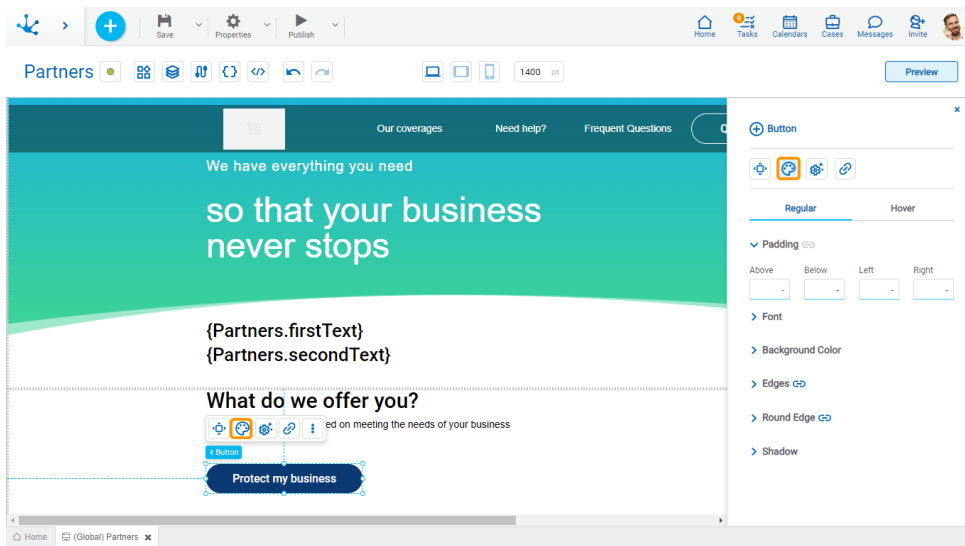 Save
Properties
Publish
Home
9
Tasks
Calendars
Cases
Messages
Invite
Partners
1400 px
Preview
Our coverages
Need help?
Frequent Questions
We have everything you need
so that your business
never stops
{Partners.firstText}
{Partners.secondText}
What do we offer you?
ed on meeting the needs of your business
Button
Protect my business
Button
Regular
Hover
Padding
Above
Below
Left
Right
-
-
-
-
Font
Background Color
Edges
Round Edge
Shadow
Home
(Global) Partners